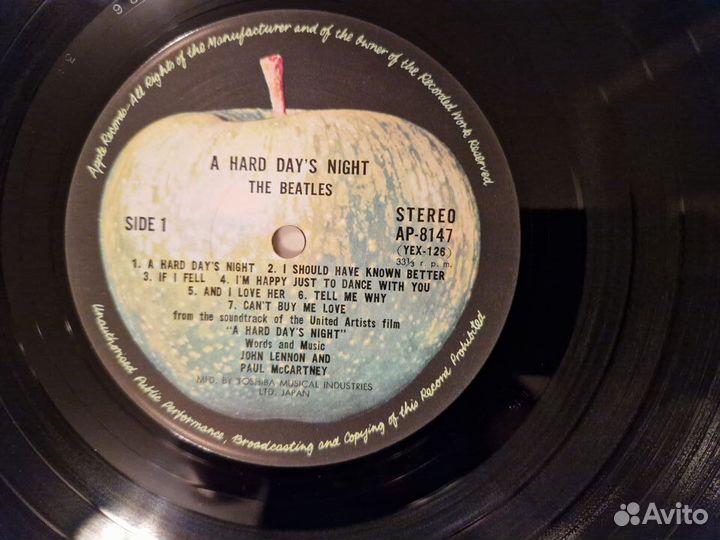 Apple Records—All Rights of the Manufacturer and of the Owner of the Recorded Work Reserved
A HARD DAY'S NIGHT
THE BEATLES
SIDE 1
STEREO
AP-8147
(YEX-126)
33⅓ r. p. m.
1. A HARD DAY'S NIGHT 2. I SHOULD HAVE KNOWN BETTER
3. IF I FELL 4. I'M HAPPY JUST TO DANCE WITH YOU
5. AND I LOVE HER 6. TELL ME WHY
7. CAN'T BUY ME LOVE
from the soundtrack of the United Artists film
"A HARD DAY'S NIGHT"
Words and Music
JOHN LENNON AND
PAUL McCARTNEY
MFD. BY TOSHIBA MUSICAL INDUSTRIES
LTD. JAPAN
Unauthorised Public Performance, Broadcasting and Copying of this Record Prohibited
Avito